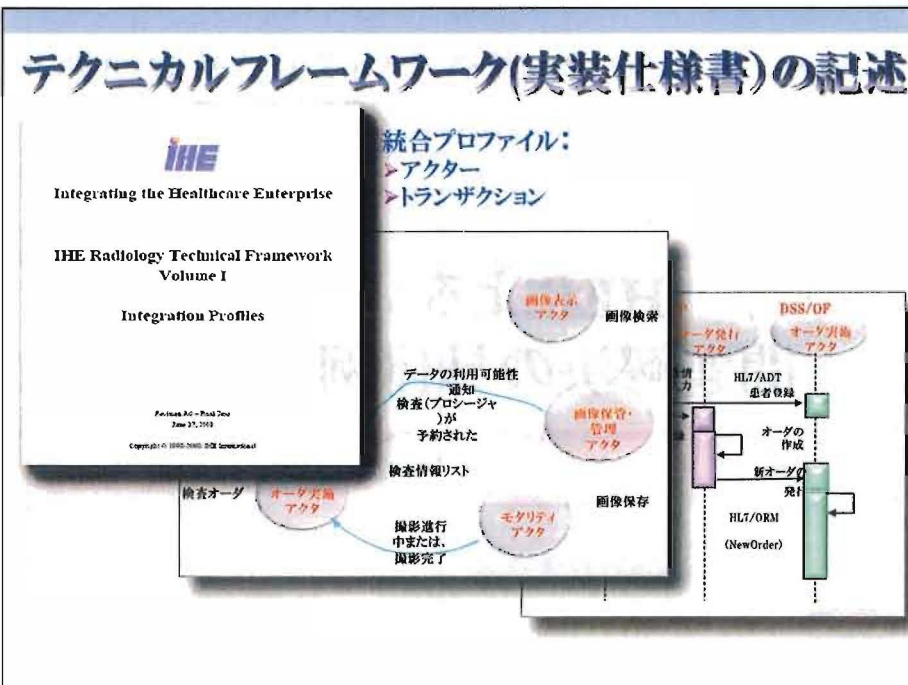 テクニカルフレームワーク(実装仕様書)の記述
IHE
Integrating the Healthcare Enterprise
IHE Radiology Technical Framework
Volume I
Integration Profiles
Copyright ©
International
統合プロファイル：
➢アクター
➢トランザクション
画像表示
アクタ
画像検索
データの利用可能性
通知
検査(プロシージャ
)が
予約された
画像保管・
管理
アクタ
検査情報リスト
検査オーダ
オーダ実施
アクタ
モダリティ
アクタ
画像保存
撮影進行
中または、
撮影完了
DSS/OF
オーダ発行
アクタ
オーダ実施
アクタ
HL7/ADT
患者登録
オーダの
作成
新オーダの
発行
HL7/ORM
(NewOrder)